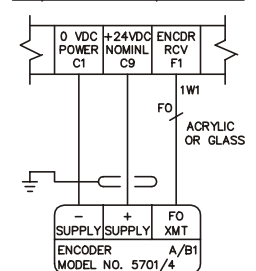 0 VDC
POWER
C1
+24VDC
NOMINL
C9
ENCDR
RCV
F1
1W1
FO
ACRYLIC
OR GLASS
–
SUPPLY
+
SUPPLY
FO
XMT
ENCODER A/B1
MODEL NO. 5701/4